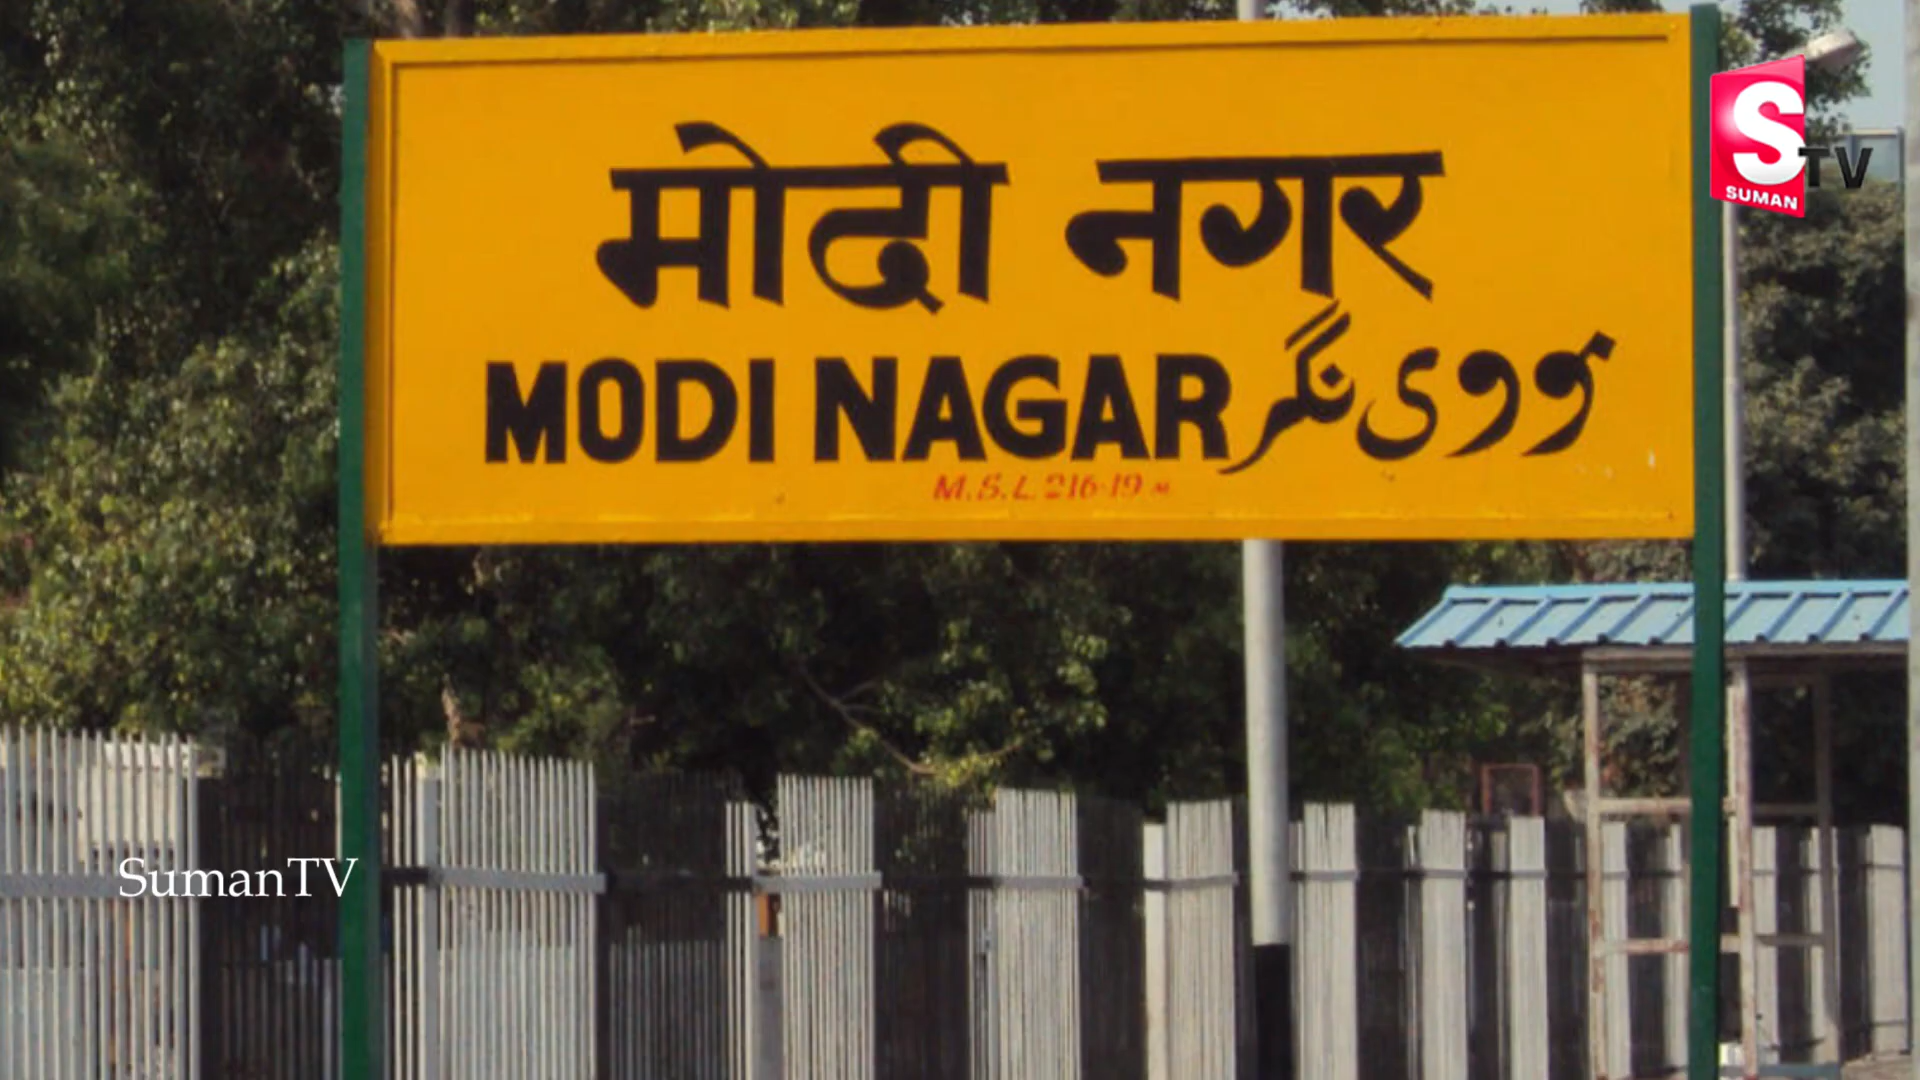 मोदी नगर
MODI NAGAR مودی نگر
M.S.L. 216.19 M
S TV
SUMAN
SumanTV